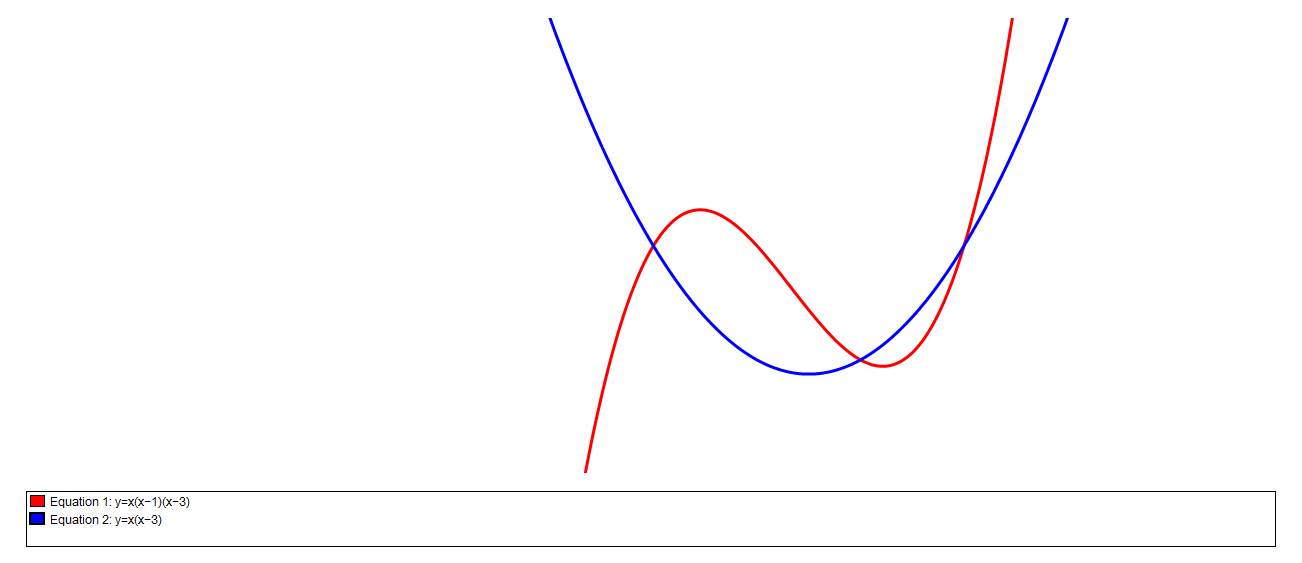 Equation 1: y=x(x−1)(x−3)
Equation 2: y=x(x−3)